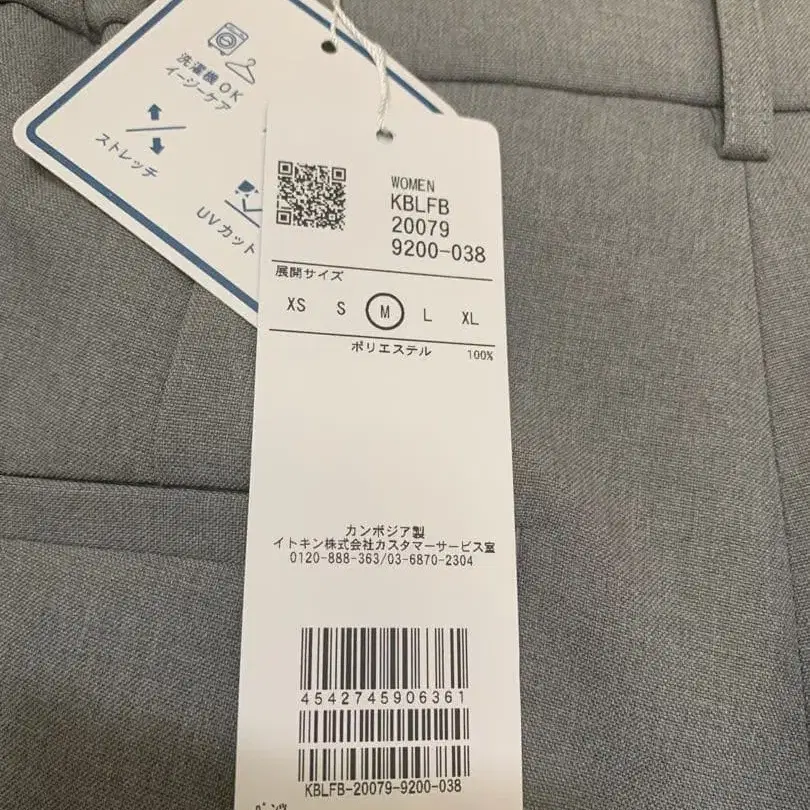 洗濯機OK
イージーケア
ストレッチ
UVカット
WOMEN
KBLFB
20079
9200-038
展開サイズ
XS S M L XL
ポリエステル 100%
カンボジア製
イトキン株式会社カスタマーサービス室
0120-888-363/03-6870-2304
4542745906361
KBLFB-20079-9200-038
パンツ